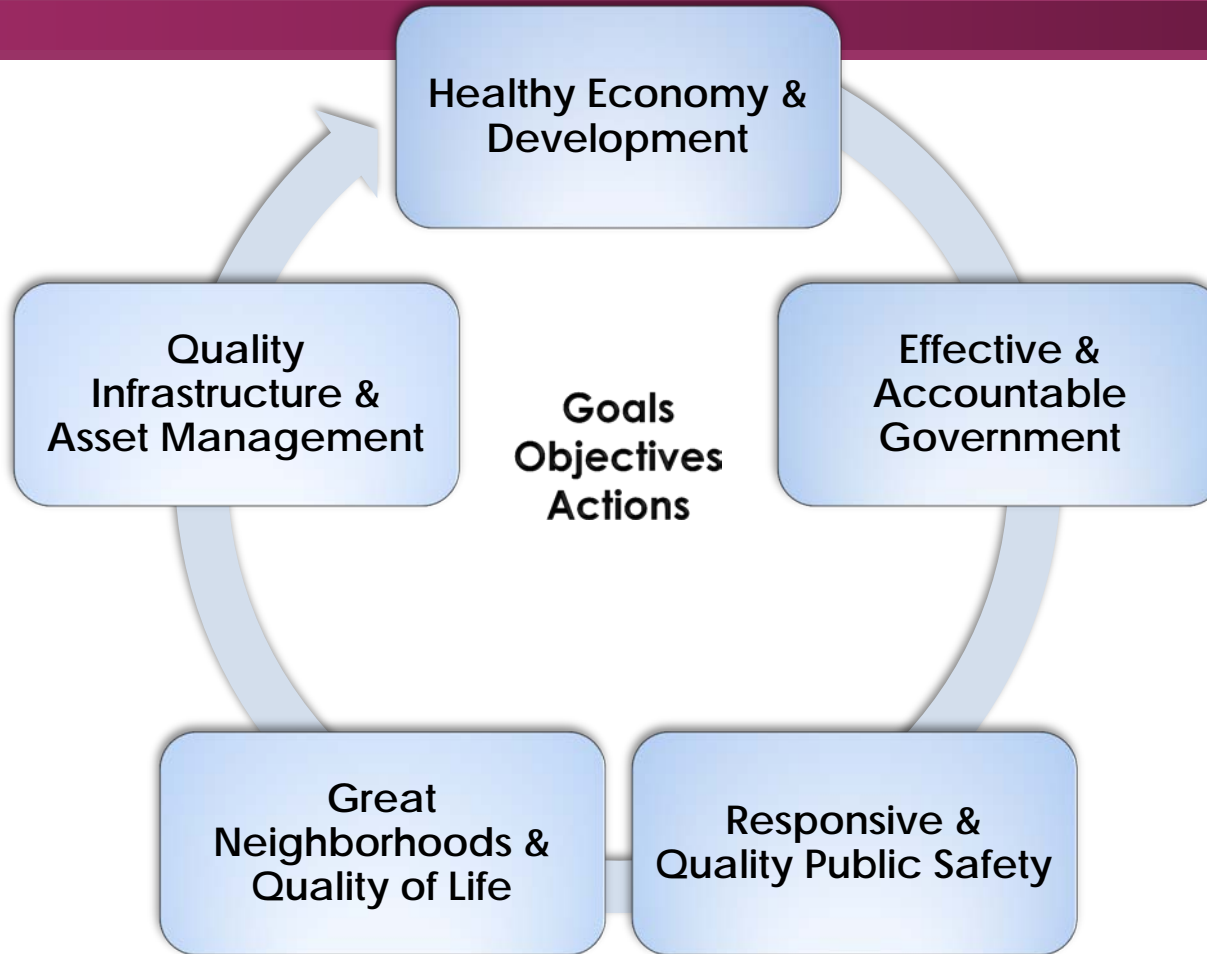 Healthy Economy &
Development
Effective &
Accountable
Government
Responsive &
Quality Public Safety
Great
Neighborhoods &
Quality of Life
Quality
Infrastructure &
Asset Management
Goals
Objectives
Actions